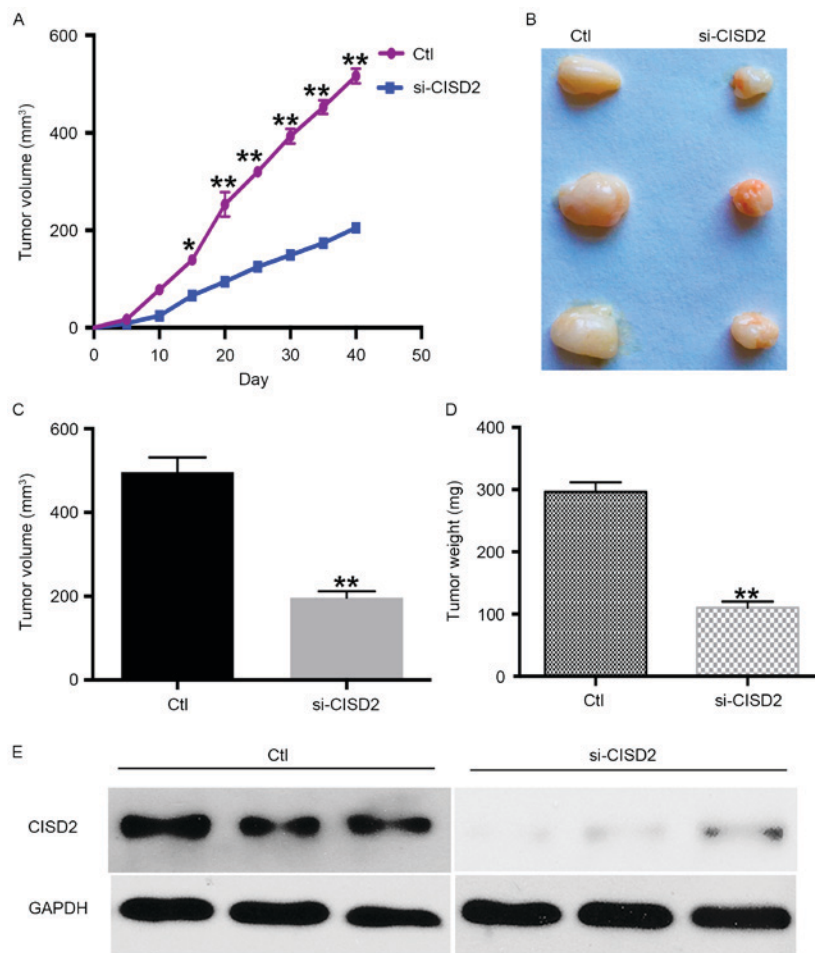 A
600
400
200
0
Tumor volume (mm³)
0 10 20 30 40 50
Day
Ctl
si-CISD2
*
**
**
**
**
**
B
Ctl si-CISD2
C
600
400
200
0
Tumor volume (mm³)
**
Ctl si-CISD2
D
400
300
200
100
0
Tumor weight (mg)
**
Ctl si-CISD2
E
Ctl si-CISD2
CISD2
GAPDH